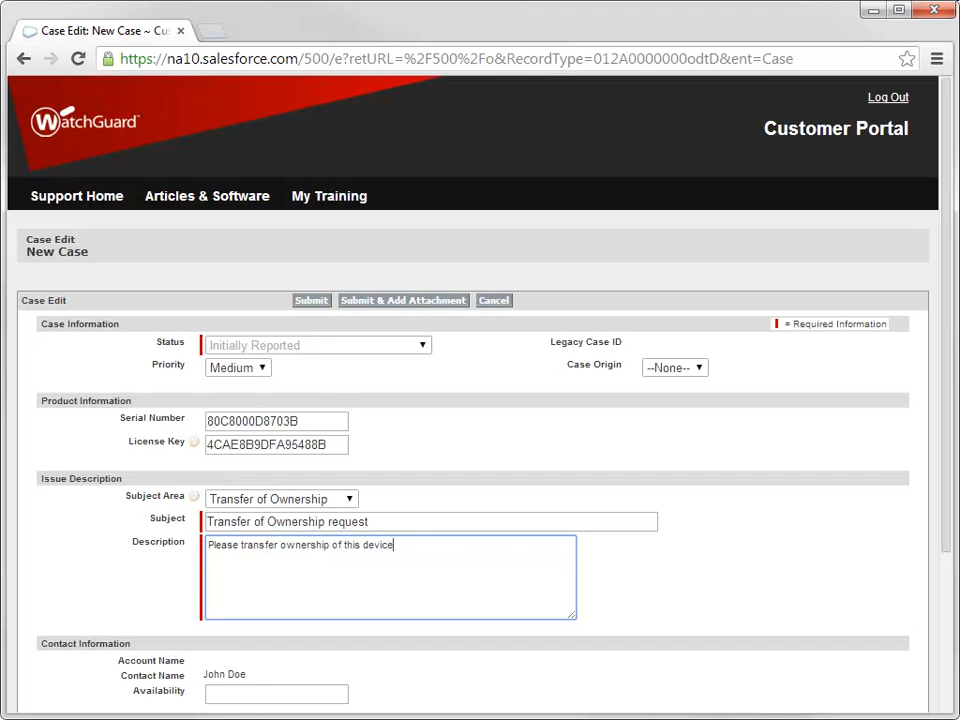 Case Edit: New Case ~ Cu
https://na10.salesforce.com/500/e?retURL=%2F500%2Fo&RecordType=012A0000000odtD&ent=Case
WatchGuard
Log Out
Customer Portal
Support Home Articles & Software My Training
Case Edit
New Case
Case Edit Submit Submit & Add Attachment Cancel
Case Information = Required Information
Status Initially Reported Legacy Case ID
Priority Medium Case Origin --None--
Product Information
Serial Number 80C8000D8703B
License Key 4CAE8B9DFA95488B
Issue Description
Subject Area Transfer of Ownership
Subject Transfer of Ownership request
Description Please transfer ownership of this device
Contact Information
Account Name
Contact Name John Doe
Availability